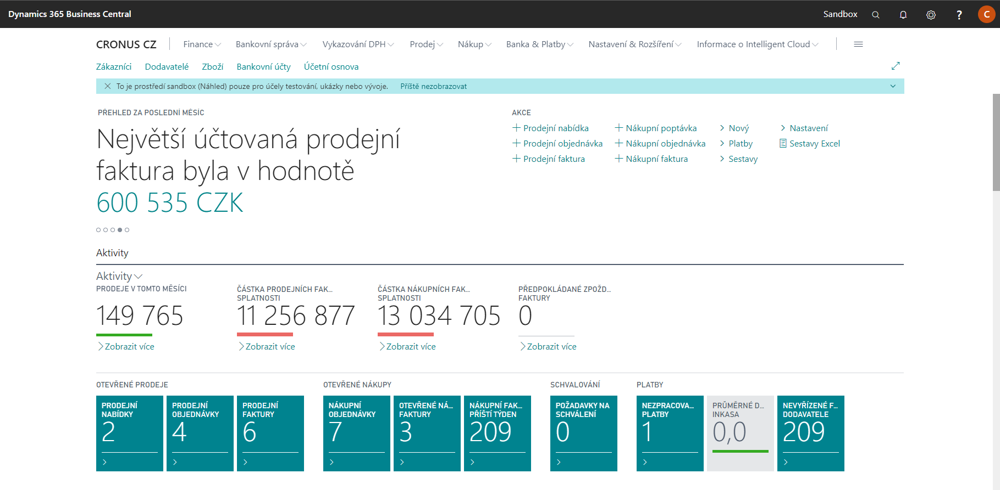 Dynamics 365 Business Central
Sandbox
?
C
CRONUS CZ
Finance
Bankovní správa
Vykazování DPH
Prodej
Nákup
Banka & Platby
Nastavení & Rozšíření
Informace o Intelligent Cloud
Zákazníci
Dodavatelé
Zboží
Bankovní účty
Účetní osnova
To je prostředí sandbox (Náhled) pouze pro účely testování, ukázky nebo vývoje.
Příště nezobrazovat
PŘEHLED ZA POSLEDNÍ MĚSÍC
Největší účtovaná prodejní
faktura byla v hodnotě
600 535 CZK
AKCE
Prodejní nabídka
Nákupní poptávka
Nový
Nastavení
Prodejní objednávka
Nákupní objednávka
Platby
Sestavy Excel
Prodejní faktura
Nákupní faktura
Sestavy
Aktivity
Aktivity
PRODEJE V TOMTO MĚSÍCI
149 765
Zobrazit více
ČÁSTKA PRODEJNÍCH FAK...
SPLATNOSTI
11 256 877
Zobrazit více
ČÁSTKA NÁKUPNÍCH FAK...
SPLATNOSTI
13 034 705
Zobrazit více
PŘEDPOKLÁDANÉ ZPOŽD...
FAKTURY
0
Zobrazit více
OTEVŘENÉ PRODEJE
PRODEJNÍ
NABÍDKY
2
PRODEJNÍ
OBJEDNÁVKY
4
PRODEJNÍ
FAKTURY
6
OTEVŘENÉ NÁKUPY
NÁKUPNÍ
OBJEDNÁVKY
7
OTEVŘENÉ NÁ...
FAKTURY
3
NÁKUPNÍ FAK...
PŘÍŠTÍ TÝDEN
209
SCHVALOVÁNÍ
POŽADAVKY NA
SCHVÁLENÍ
0
PLATBY
NEZPRACOVA...
PLATBY
1
PRŮMĚRNÉ D...
INKASA
0,0
NEVYŘÍZENÉ F...
DODAVATELE
209